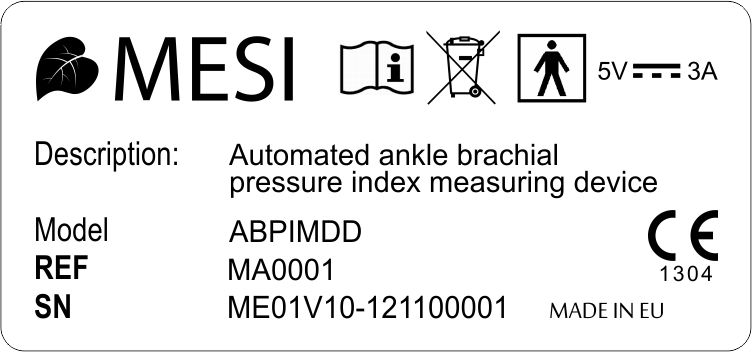 MESI
5V 3A
Description: Automated ankle brachial
pressure index measuring device
Model ABPIMDD
REF MA0001
CE
1304
SN ME01V10-121100001 MADE IN EU